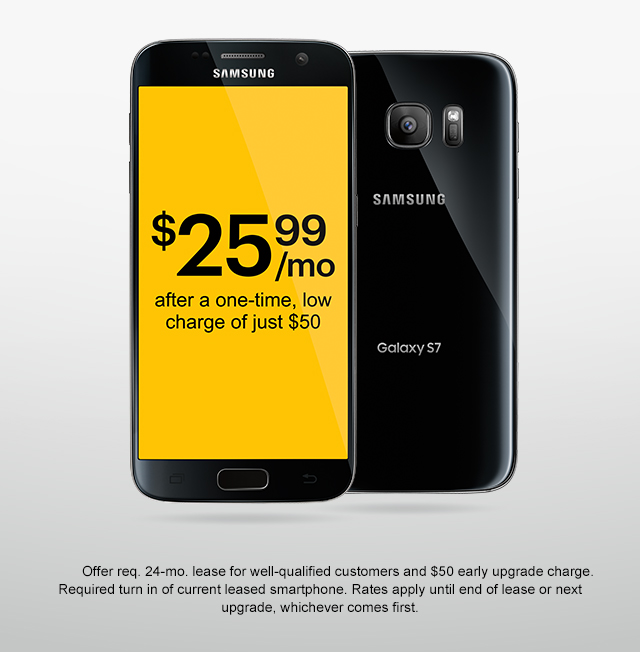 SAMSUNG
$25.99/mo
after a one-time, low
charge of just $50
SAMSUNG
Galaxy S7
Offer req. 24-mo. lease for well-qualified customers and $50 early upgrade charge.
Required turn in of current leased smartphone. Rates apply until end of lease or next
upgrade, whichever comes first.